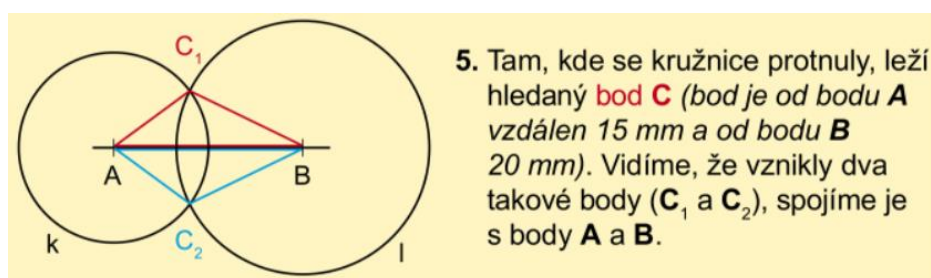 C₁
A
B
k
C₂
l
5. Tam, kde se kružnice protnuly, leží
hledaný bod C (bod je od bodu A
vzdálen 15 mm a od bodu B
20 mm). Vidíme, že vznikly dva
takové body (C₁ a C₂), spojíme je
s body A a B.